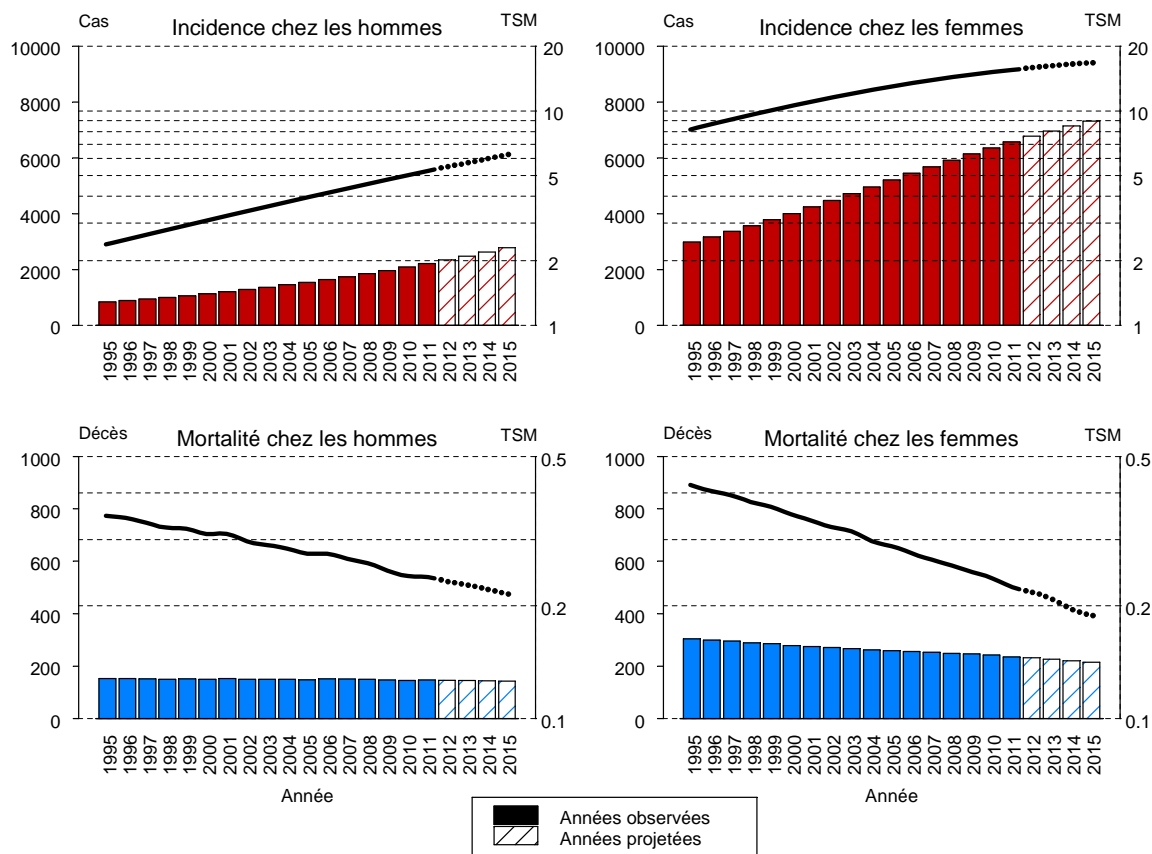 Cas
Incidence chez les hommes
TSM
10000
8000
6000
4000
2000
0
20
10
5
2
1
1995 1996 1997 1998 1999 2000 2001 2002 2003 2004 2005 2006 2007 2008 2009 2010 2011 2012 2013 2014 2015
Cas
Incidence chez les femmes
TSM
10000
8000
6000
4000
2000
0
20
10
5
2
1
1995 1996 1997 1998 1999 2000 2001 2002 2003 2004 2005 2006 2007 2008 2009 2010 2011 2012 2013 2014 2015
Décès
Mortalité chez les hommes
TSM
1000
800
600
400
200
0
0.5
0.2
0.1
1995 1996 1997 1998 1999 2000 2001 2002 2003 2004 2005 2006 2007 2008 2009 2010 2011 2012 2013 2014 2015
Année
Décès
Mortalité chez les femmes
TSM
1000
800
600
400
200
0
0.5
0.2
0.1
1995 1996 1997 1998 1999 2000 2001 2002 2003 2004 2005 2006 2007 2008 2009 2010 2011 2012 2013 2014 2015
Année
Années observées
Années projetées